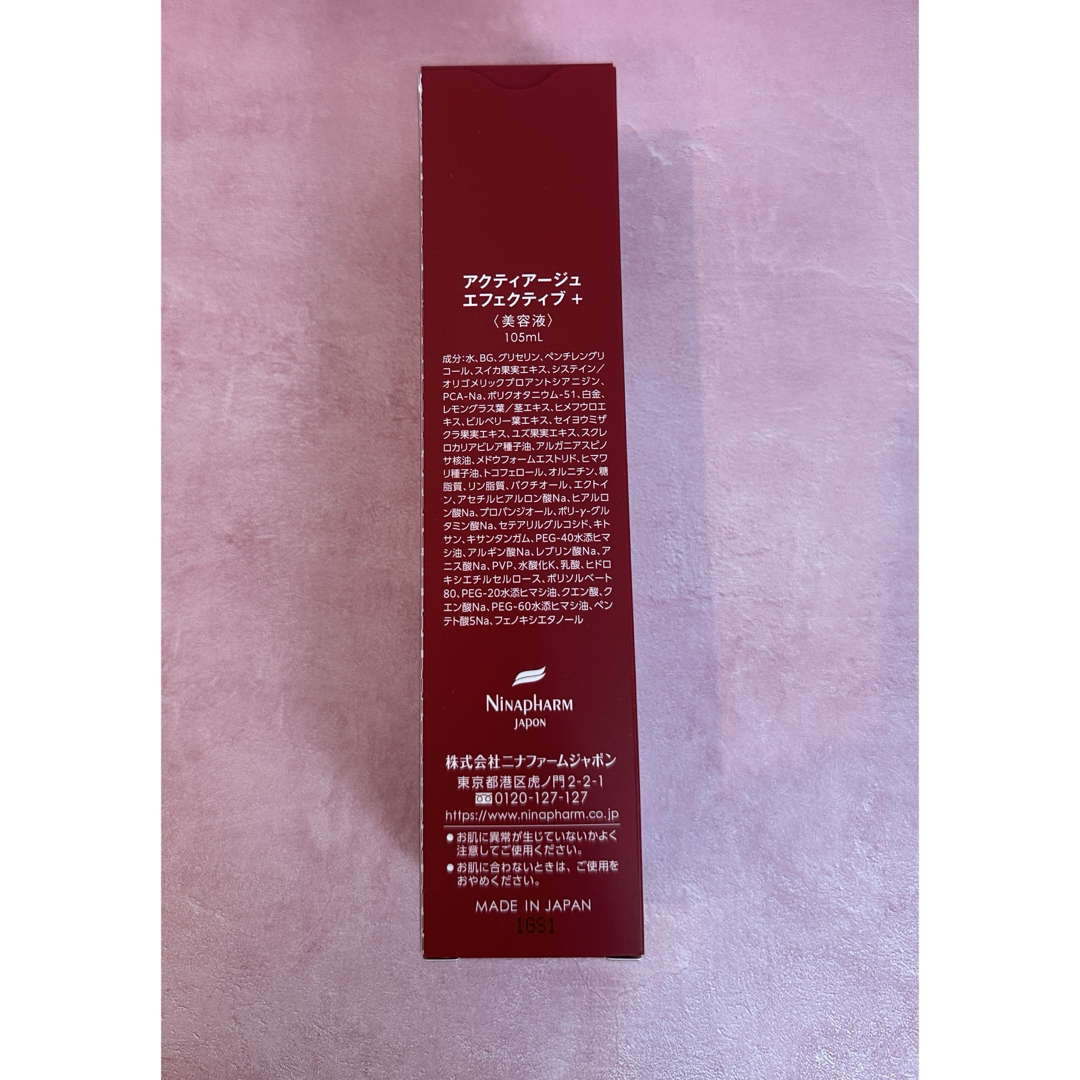 アクティアージュ
エフェクティブ +
〈美容液〉
105mL
成分:水、BG、グリセリン、ペンチレングリ
コール、スイカ果実エキス、システイン/
オリゴメリックプロアントシアニジン、
PCA-Na、ポリクオタニウム-51、白金、
レモングラス葉/茎エキス、ヒメフウロエ
キス、ビルベリー葉エキス、セイヨウミザ
クラ果実エキス、ユズ果実エキス、スクレ
ロカリアビレア種子油、アルガニアスピノ
サ核油、メドウフォームエストリド、ヒマワ
リ種子油、トコフェロール、オルニチン、糖
脂質、リン脂質、バクチオール、エクトイ
ン、アセチルヒアルロン酸Na、ヒアルロ
ン酸Na、プロパンジオール、ポリ-γ-グル
タミン酸Na、セテアリルグルコシド、キト
サン、キサンタンガム、PEG-40水添ヒマ
シ油、アルギン酸Na、レブリン酸Na、ア
ニス酸Na、PVP、水酸化K、乳酸、ヒドロ
キシエチルセルロース、ポリソルベート
80、PEG-20水添ヒマシ油、クエン酸、ク
エン酸Na、PEG-60水添ヒマシ油、ペン
テト酸5Na、フェノキシエタノール
NINAPHARM
JAPON
株式会社ニナファームジャポン
東京都港区虎ノ門2-2-1
0120-127-127
https://www.ninapharm.co.jp
●お肌に異常が生じていないかよく
注意してご使用ください。
●お肌に合わないときは、ご使用を
おやめください。
MADE IN JAPAN
1GS1